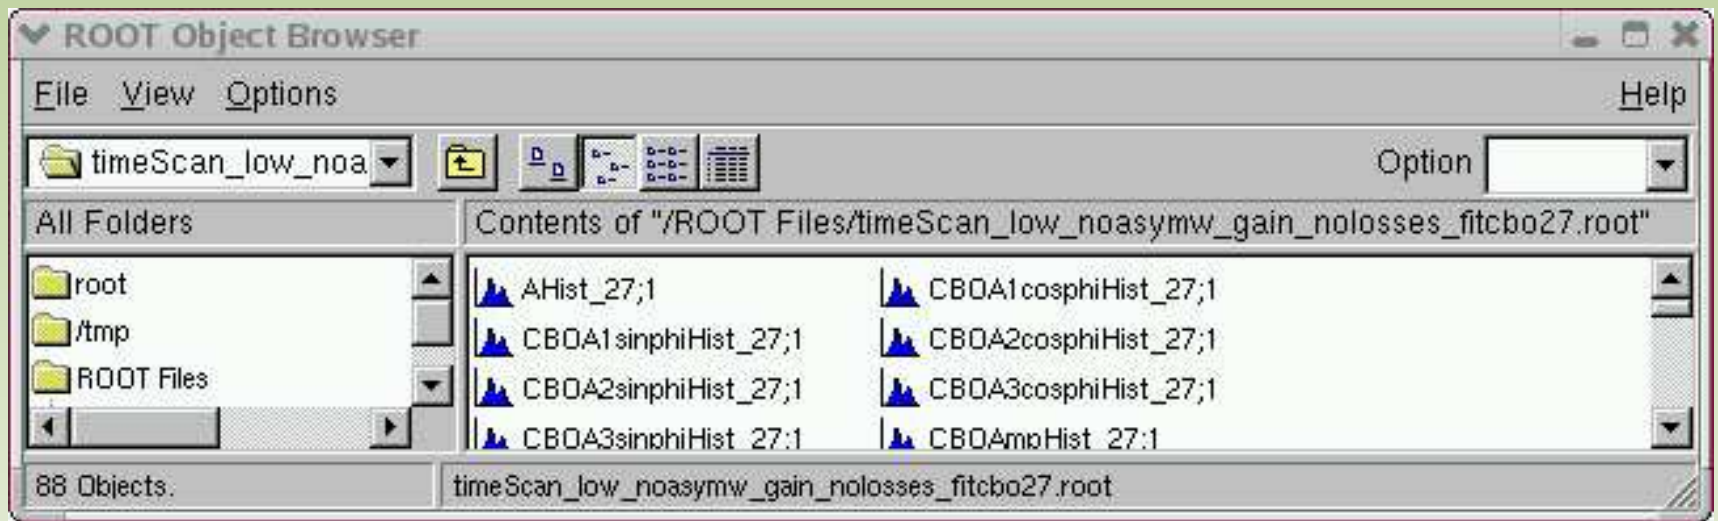 ROOT Object Browser
File View Options Help
timeScan_low_noa Option
All Folders Contents of "/ROOT Files/timeScan_low_noasymw_gain_nolosses_fitcbo27.root"
root AHist_27;1 CBOA1cosphiHist_27;1
/tmp CBOA1sinphiHist_27;1 CBOA2cosphiHist_27;1
ROOT Files CBOA2sinphiHist_27;1 CBOA3cosphiHist_27;1
CBOA3sinphiHist_27;1 CBOAmpHist_27;1
88 Objects. timeScan_low_noasymw_gain_nolosses_fitcbo27.root